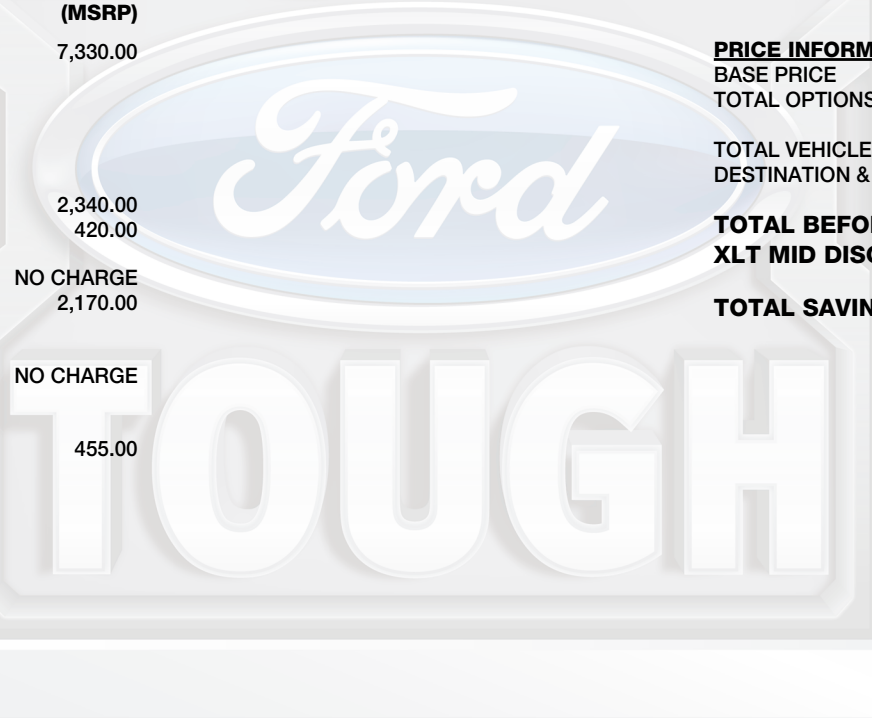 (MSRP)
7,330.00
2,340.00
420.00
NO CHARGE
2,170.00
NO CHARGE
455.00
PRICE INFORM
BASE PRICE
TOTAL OPTIONS
TOTAL VEHICLE
DESTINATION &
TOTAL BEFO
XLT MID DISC
TOTAL SAVIN
Ford
TOUGH